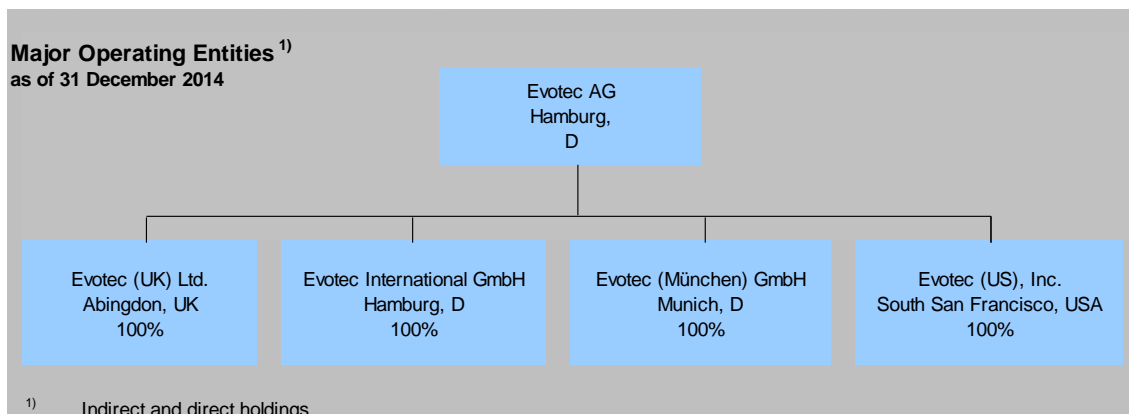 Major Operating Entities 1)
as of 31 December 2014
Evotec AG
Hamburg,
D
Evotec (UK) Ltd.
Abingdon, UK
100%
Evotec International GmbH
Hamburg, D
100%
Evotec (München) GmbH
Munich, D
100%
Evotec (US), Inc.
South San Francisco, USA
100%
1) Indirect and direct holdings